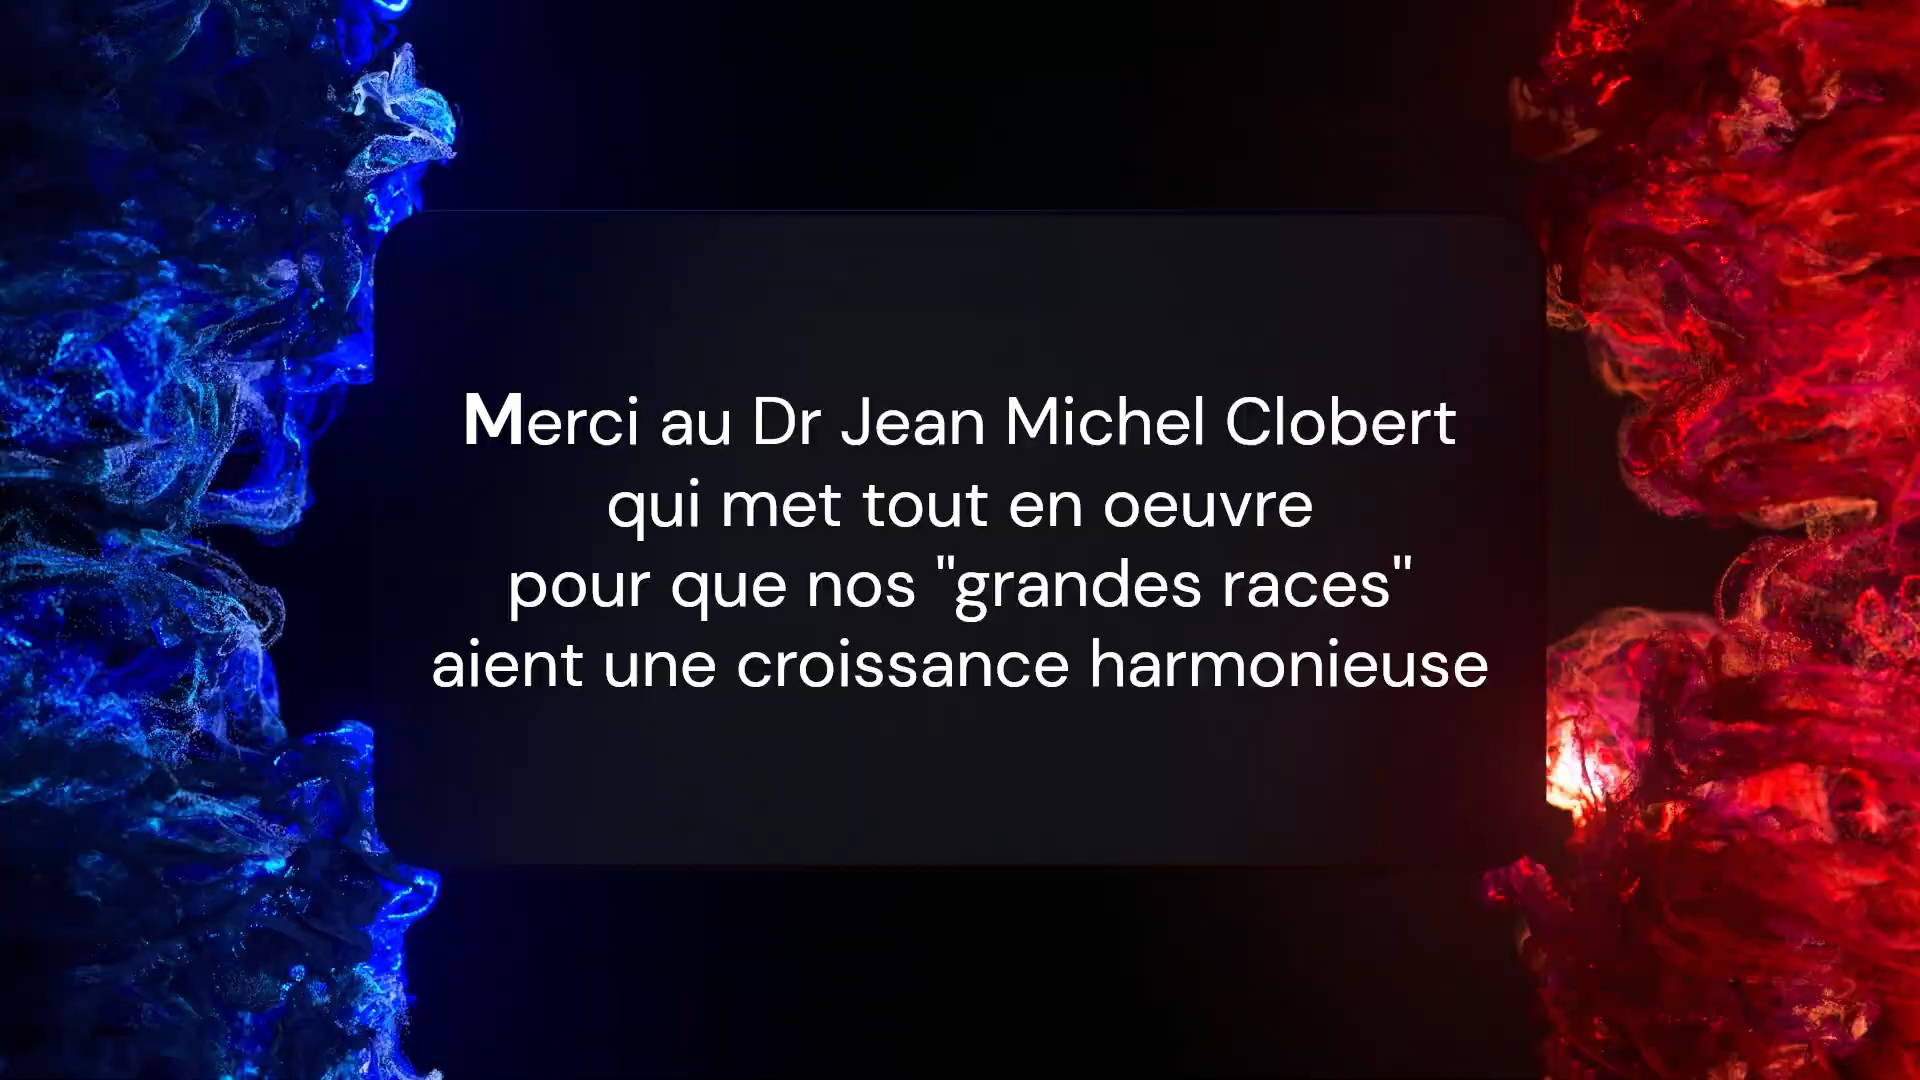 Merci au Dr Jean Michel Clobert
qui met tout en oeuvre
pour que nos "grandes races"
aient une croissance harmonieuse